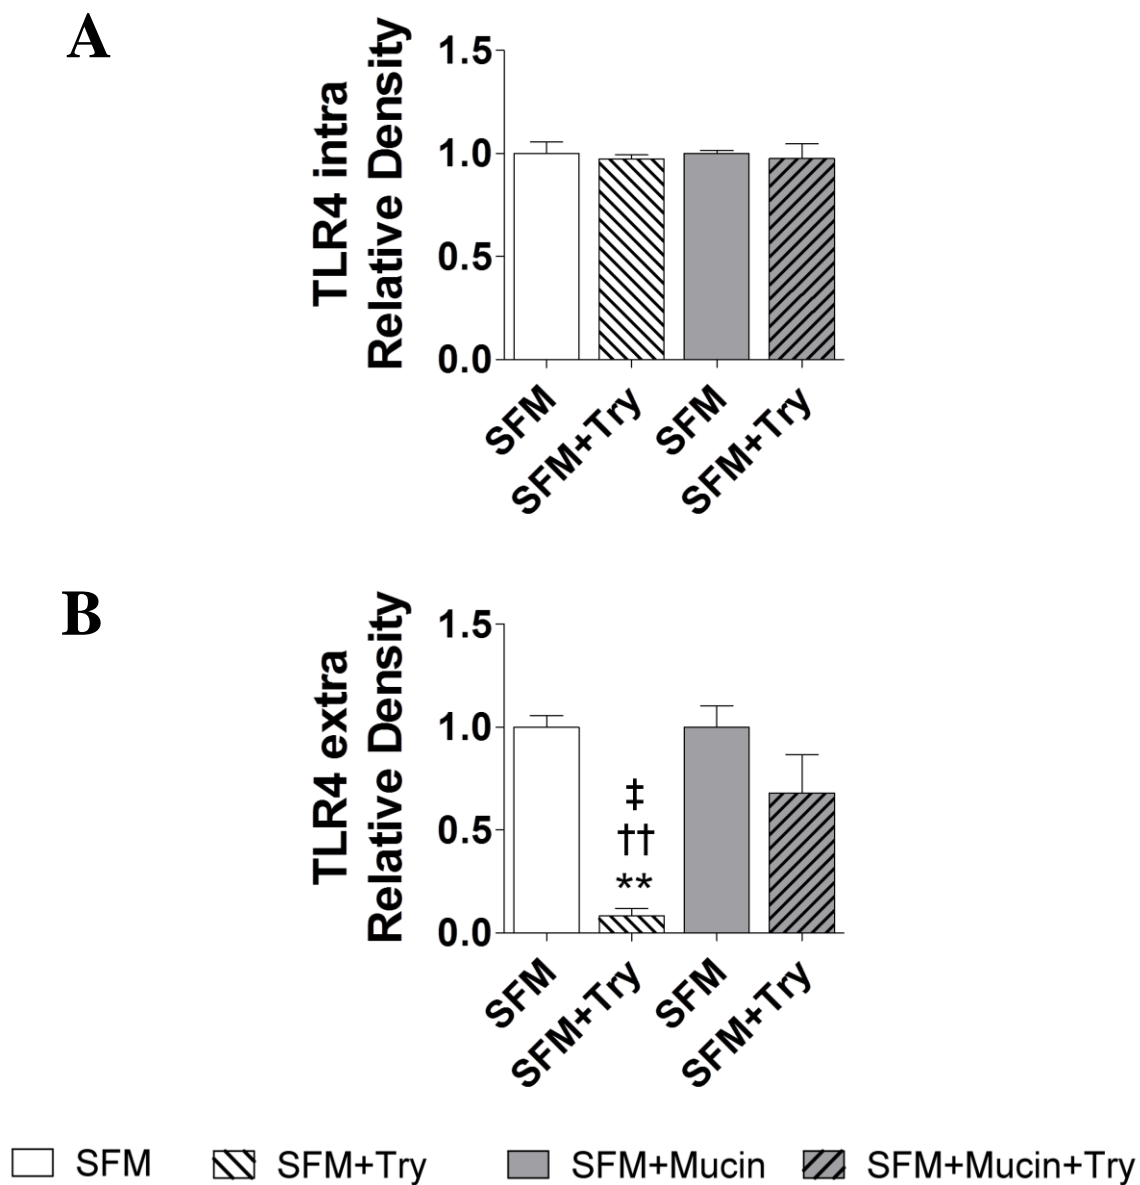 A
TLR4 intra
Relative Density
1.5
1.0
0.5
0.0
SFM
SFM+Try
SFM
SFM+Try
B
TLR4 extra
Relative Density
1.5
1.0
0.5
0.0
‡
††
**
SFM
SFM+Try
SFM
SFM+Try
SFM SFM+Try SFM+Mucin SFM+Mucin+Try